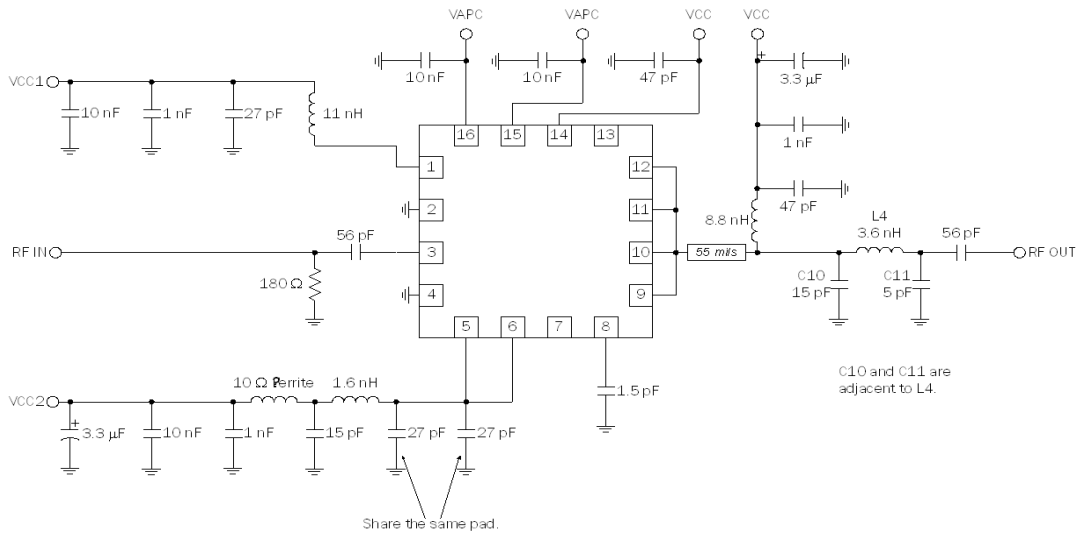 VAPC
VAPC
VCC
VCC
10 nF
10 nF
47 pF
+
3.3 µF
VCC1
10 nF
1 nF
27 pF
11 nH
16
15
14
13
1 nF
1
12
2
11
47 pF
8.8 nH
L4
3.6 nH
56 pF
RF IN
56 pF
3
10
55 mils
RF OUT
180 Ω
C10
15 pF
C11
5 pF
4
9
5
6
7
8
C10 and C11 are
adjacent to L4.
10 Ω Ferrite
1.6 nH
1.5 pF
VCC2
+
3.3 µF
10 nF
1 nF
15 pF
27 pF
27 pF
Share the same pad.